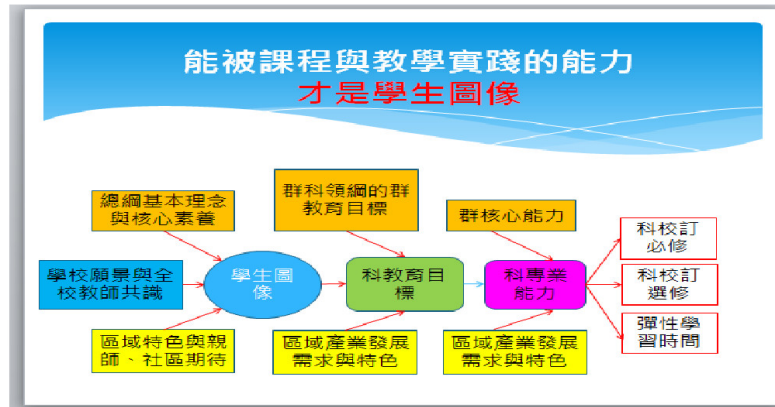 能被課程與教學實踐的能力
才是學生圖像
總綱基本理念
與核心素養
群科領綱的群
教育目標
群核心能力
科校訂
必修
學校願景與全
校教師共識
學生圖
像
科教育目
標
科專業
能力
科校訂
選修
區域特色與親
師、社區期待
區域產業發展
需求與特色
區域產業發展
需求與特色
彈性學
習時間